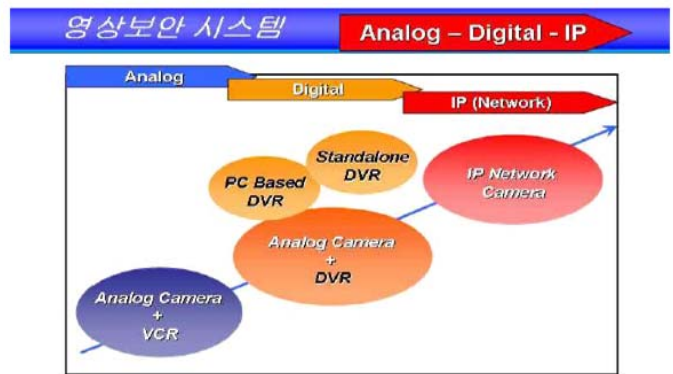 영상보안 시스템
Analog – Digital - IP
Analog
Digital
IP (Network)
Standalone
DVR
PC Based
DVR
IP Network
Camera
Analog Camera
+
DVR
Analog Camera
+
VCR